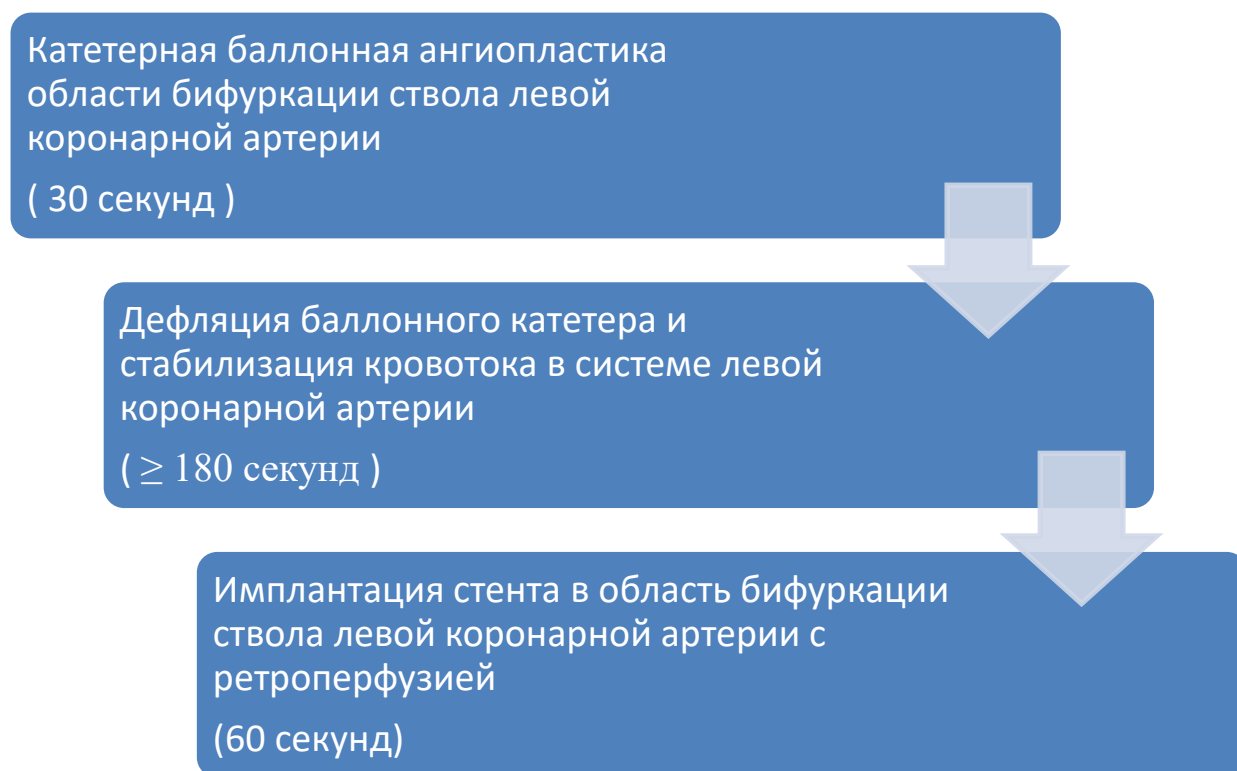 Катетерная баллонная ангиопластика
области бифуркации ствола левой
коронарной артерии
( 30 секунд )
Дефляция баллонного катетера и
стабилизация кровотока в системе левой
коронарной артерии
( ≥ 180 секунд )
Имплантация стента в область бифуркации
ствола левой коронарной артерии с
ретроперфузией
(60 секунд)